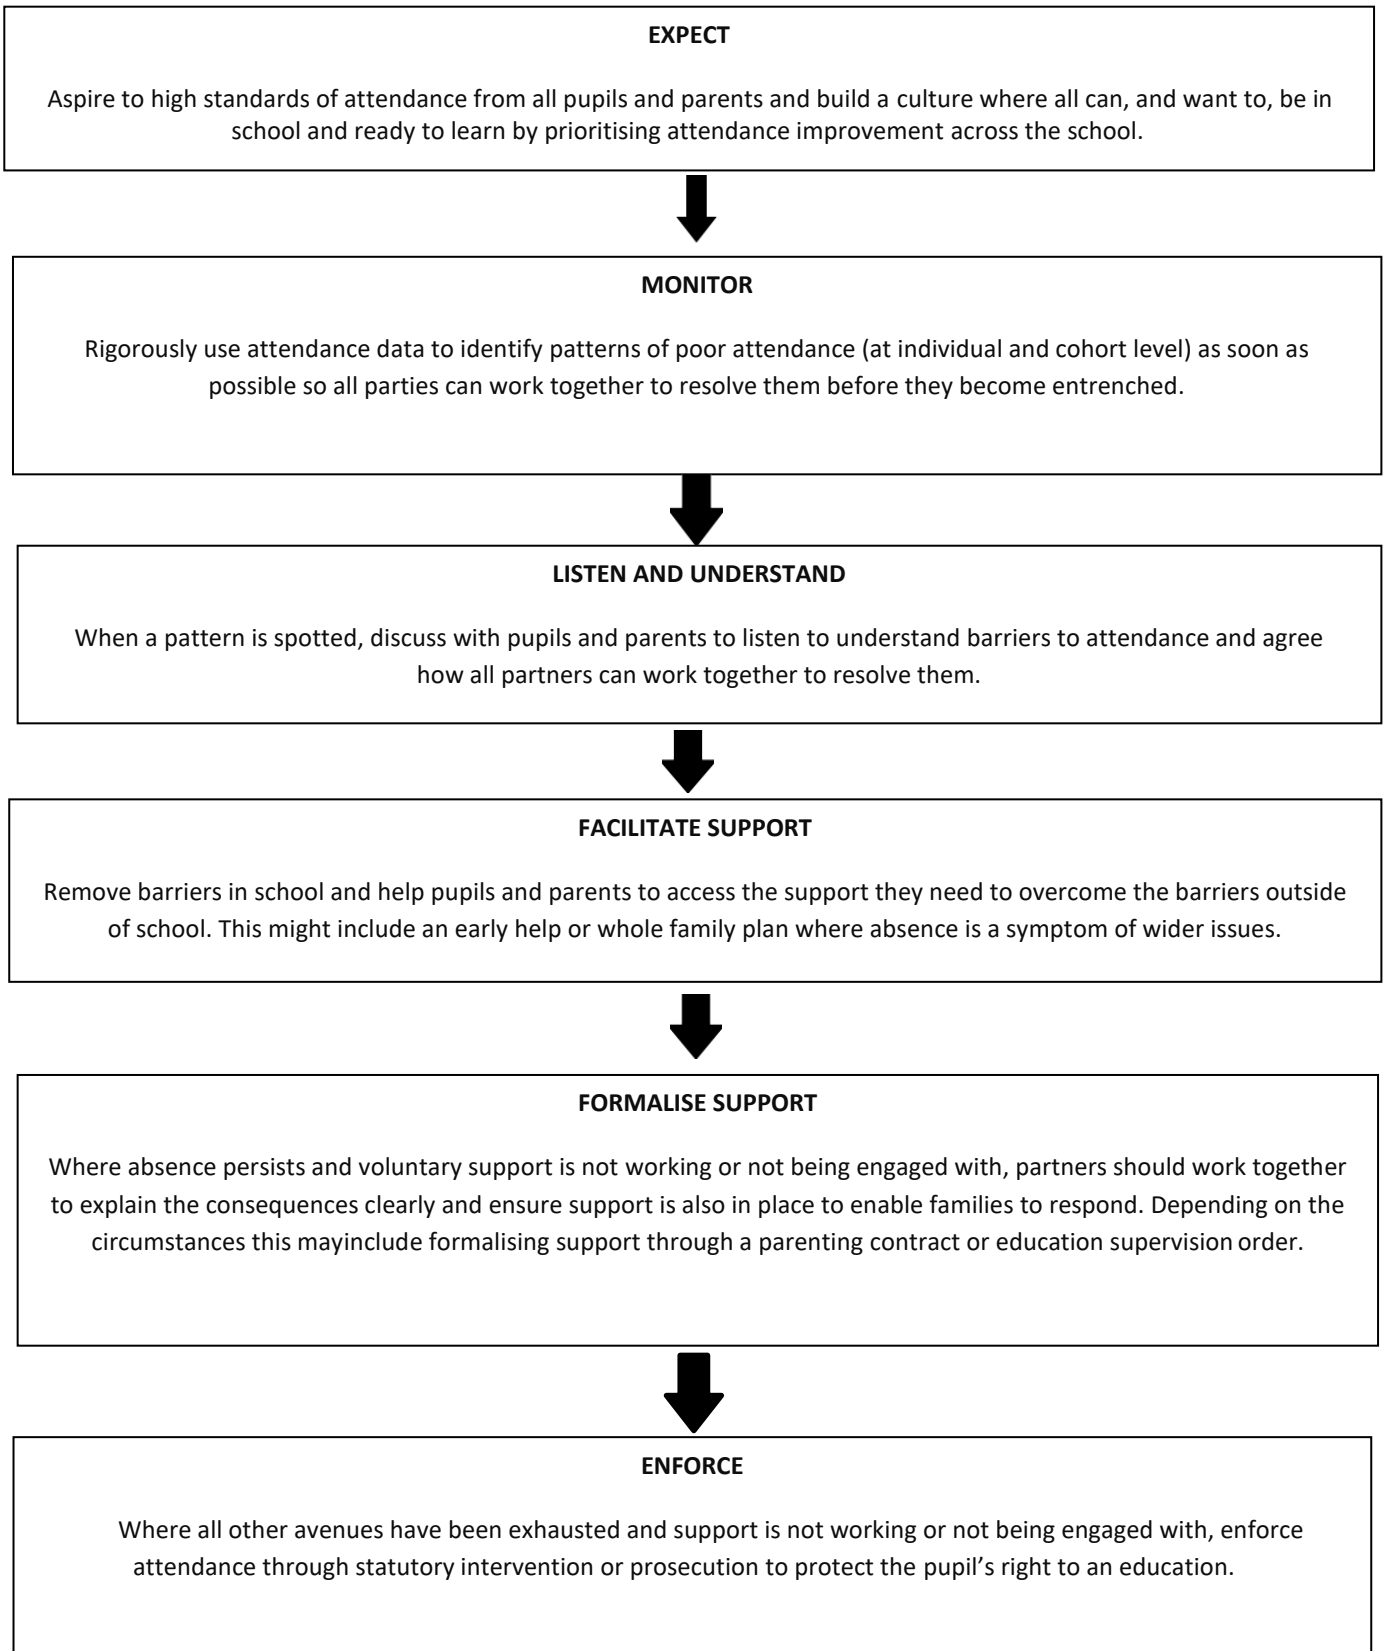 EXPECT
Aspire to high standards of attendance from all pupils and parents and build a culture where all can, and want to, be in
school and ready to learn by prioritising attendance improvement across the school.
MONITOR
Rigorously use attendance data to identify patterns of poor attendance (at individual and cohort level) as soon as
possible so all parties can work together to resolve them before they become entrenched.
LISTEN AND UNDERSTAND
When a pattern is spotted, discuss with pupils and parents to listen to understand barriers to attendance and agree
how all partners can work together to resolve them.
FACILITATE SUPPORT
Remove barriers in school and help pupils and parents to access the support they need to overcome the barriers outside
of school. This might include an early help or whole family plan where absence is a symptom of wider issues.
FORMALISE SUPPORT
Where absence persists and voluntary support is not working or not being engaged with, partners should work together
to explain the consequences clearly and ensure support is also in place to enable families to respond. Depending on the
circumstances this mayinclude formalising support through a parenting contract or education supervision order.
ENFORCE
Where all other avenues have been exhausted and support is not working or not being engaged with, enforce
attendance through statutory intervention or prosecution to protect the pupil’s right to an education.